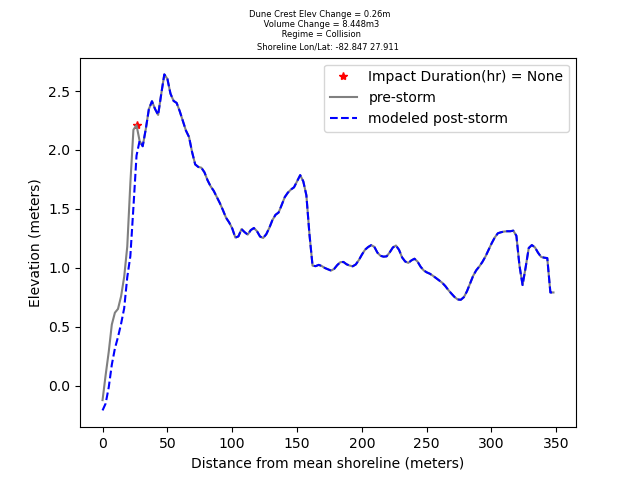 Dune Crest Elev Change = 0.26m
Volume Change = 8.448m3
Regime = Collision
Shoreline Lon/Lat: -82.847 27.911
Impact Duration(hr) = None
pre-storm
modeled post-storm
Elevation (meters)
2.5
2.0
1.5
1.0
0.5
0.0
0 50 100 150 200 250 300 350
Distance from mean shoreline (meters)